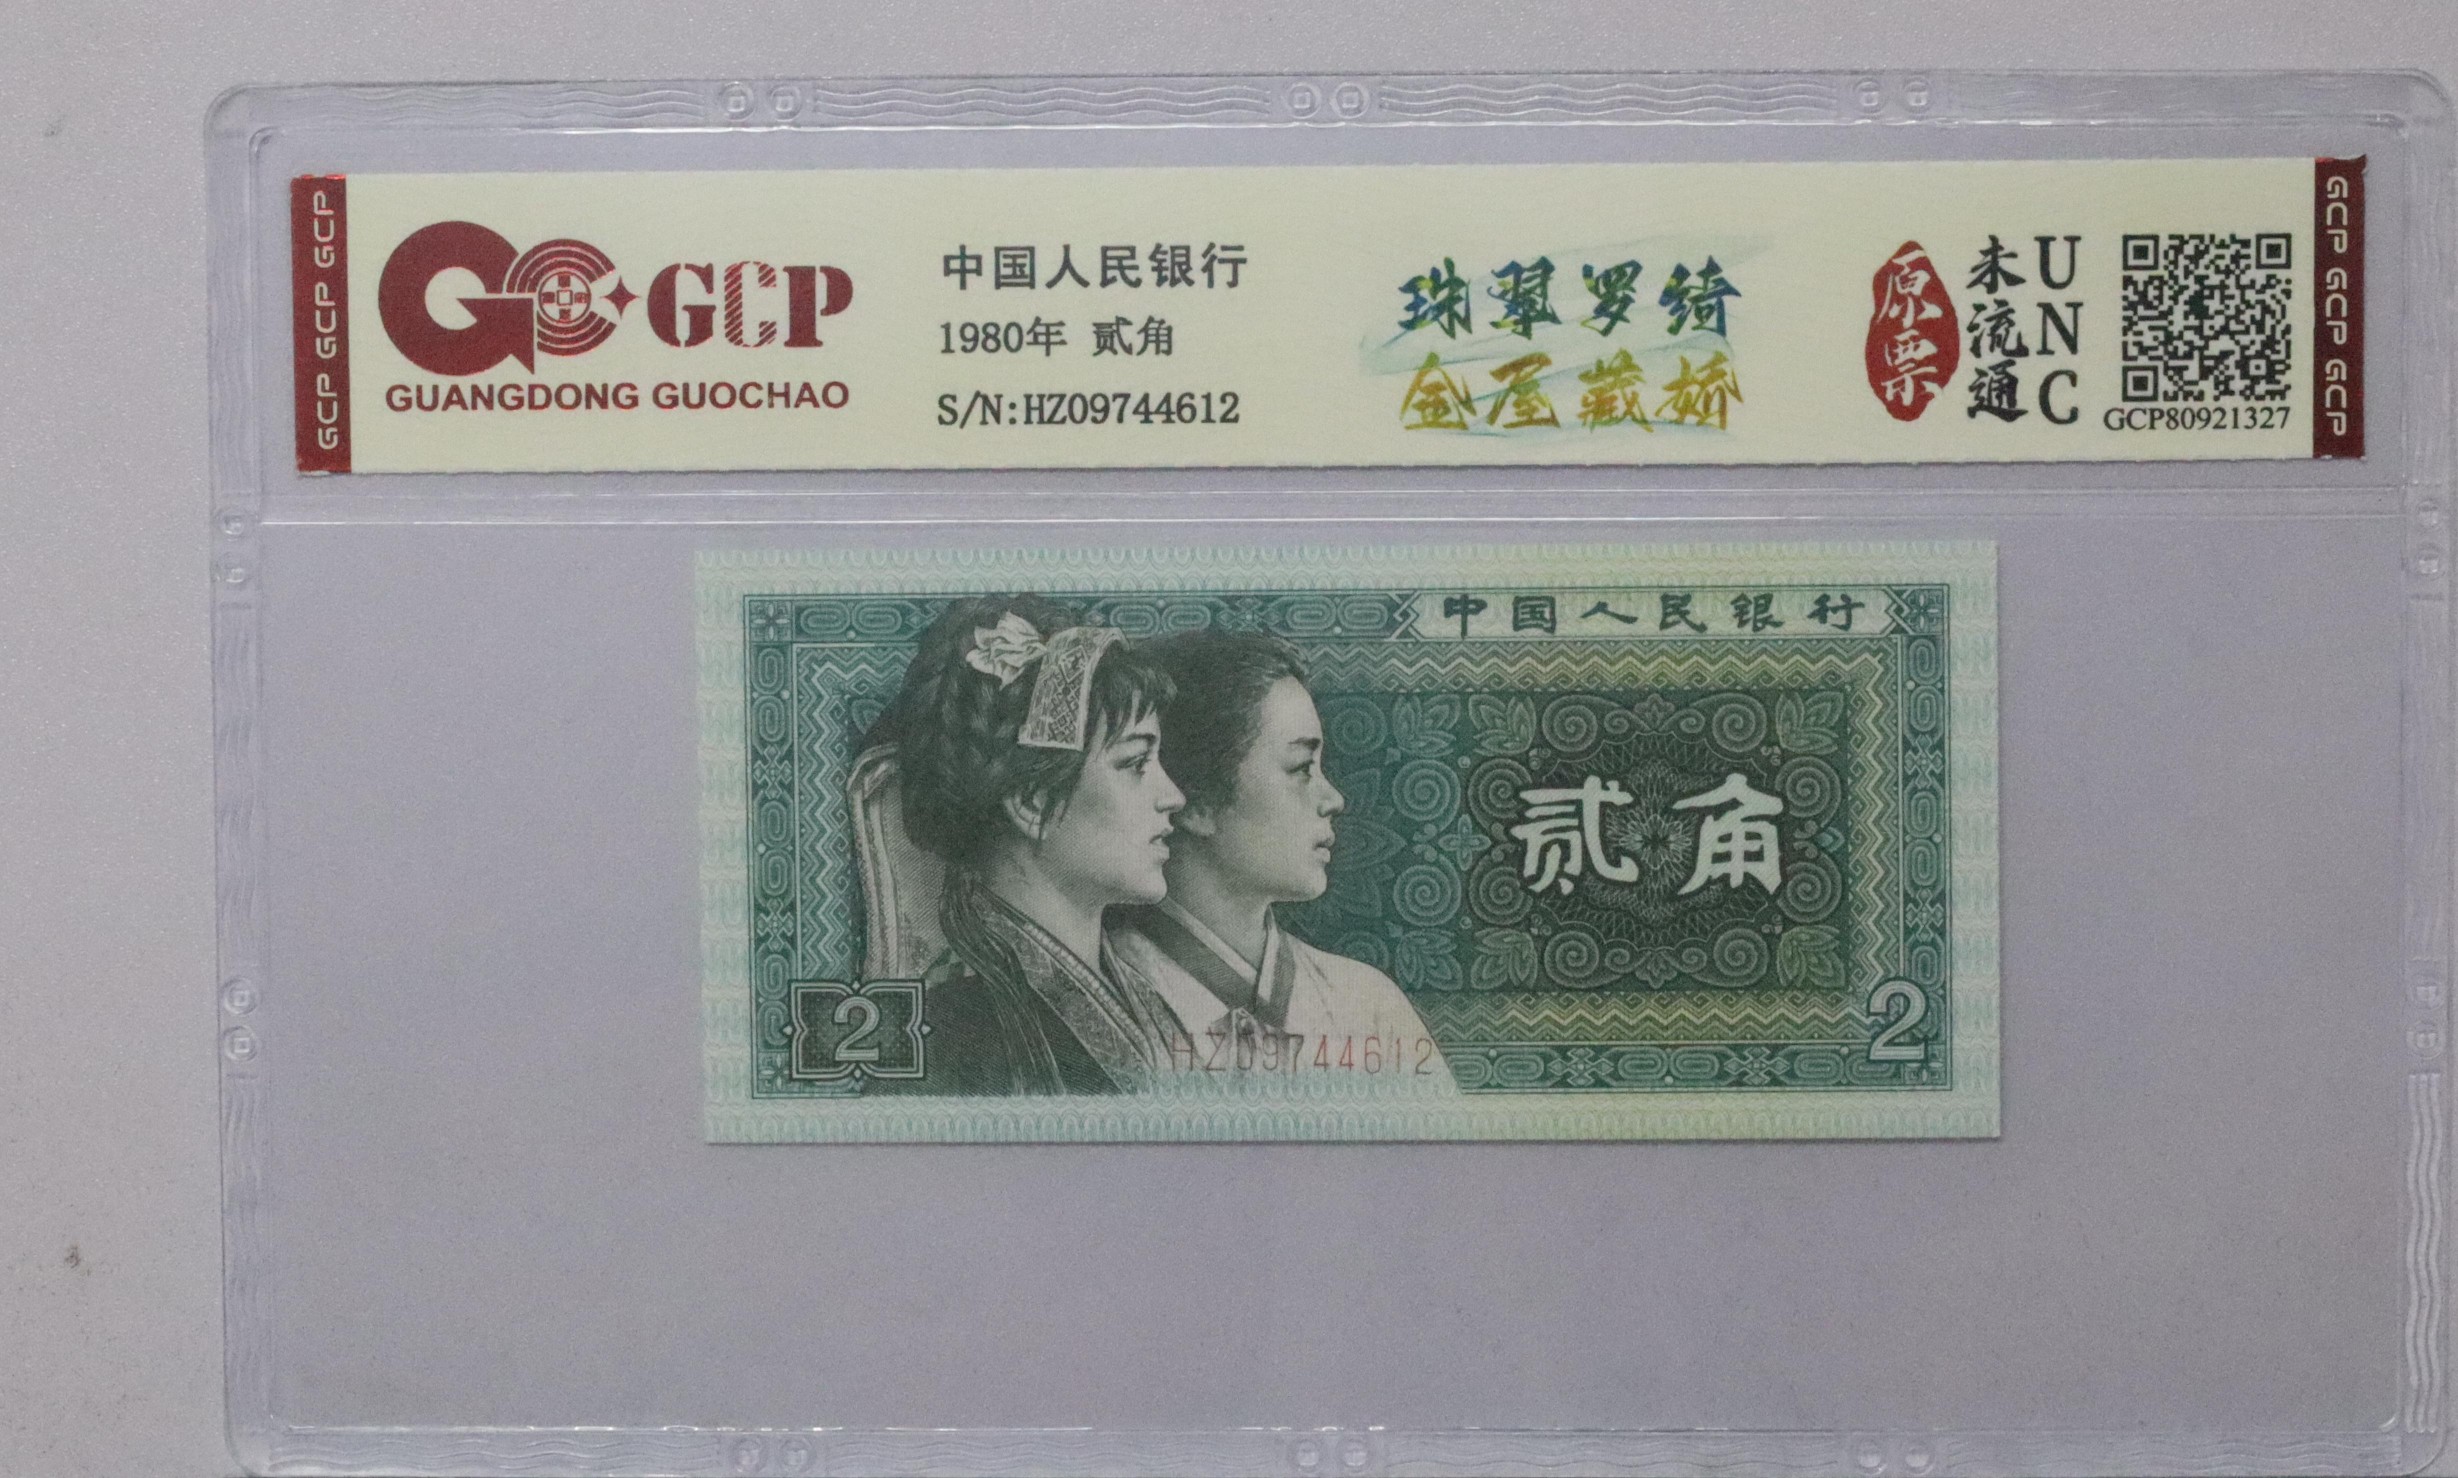 GCP GCP GCP GCP
GCP
GUANGDONG GUOCHAO
中国人民银行
1980年 贰角
S/N:HZ09744612
珠翠罗绮
金屋藏娇
原票
未流通
UNC
GCP80921327
GCP GCP GCP GCP
中国人民银行
贰角
2
2
HZ09744612